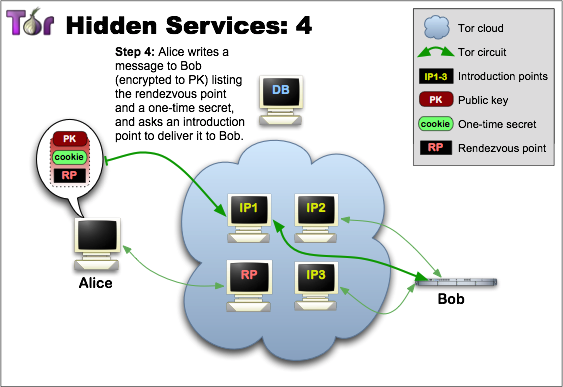 Tor Hidden Services: 4
Step 4: Alice writes a
message to Bob
(encrypted to PK) listing
the rendezvous point
and a one-time secret,
and asks an introduction
point to deliver it to Bob.
DB
Tor cloud
Tor circuit
IP1-3 Introduction points
PK Public key
cookie One-time secret
RP Rendezvous point
PK
cookie
RP
IP1
IP2
RP
IP3
Alice
Bob